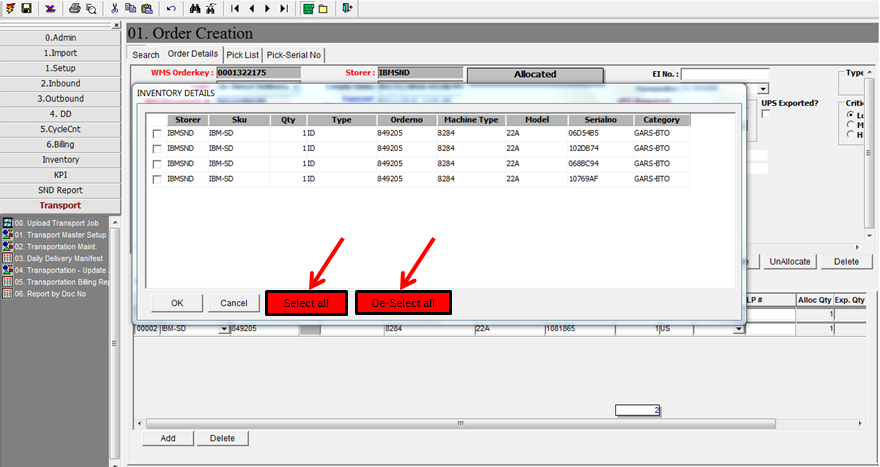 01. Order Creation
0.Admin
1.Import
1.Setup
2.Inbound
3.Outbound
4. DD
5.CycleCnt
6.Billing
Inventory
KPI
SND Report
Transport
00. Upload Transport Job
01. Transport Master Setup
02. Transportation Maint.
03. Daily Delivery Manifest
04. Transportation - Update
05. Transportation Billing Rep
06. Report by Doc No
Search Order Details Pick List Pick-Serial No
WMS Orderkey : 0001322175 Storer : IBMSND Allocated EI No. : Type
UPS Exported? Critic
INVENTORY DETAILS
Storer Sku Qty Type Orderno Machine Type Model Serialno Category
IBMSND IBM-SD 1 ID 849205 8284 22A 06D54B5 GARS-BTO
IBMSND IBM-SD 1 ID 849205 8284 22A 102DB74 GARS-BTO
IBMSND IBM-SD 1 ID 849205 8284 22A 068BC94 GARS-BTO
IBMSND IBM-SD 1 ID 849205 8284 22A 10769AF GARS-BTO
OK Cancel Select all De-Select all
UnAllocate Delete
LP # Alloc Qty Exp. Qty
1
00002 IBM-SD 849205 8284 22A 1081865 1 US 1
2
Add Delete